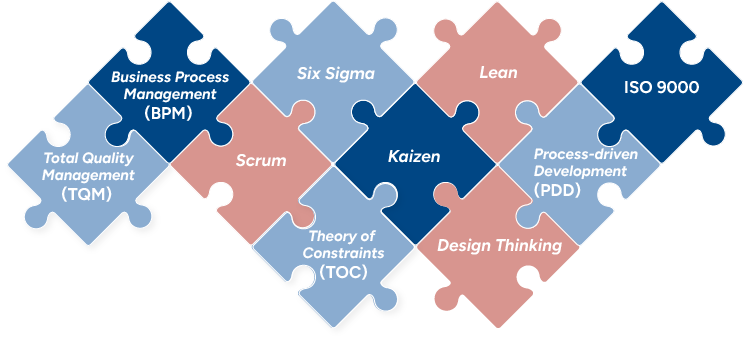 Business Process
Management
(BPM)
Six Sigma
Lean
ISO 9000
Total Quality
Management
(TQM)
Scrum
Kaizen
Process-driven
Development
(PDD)
Theory of
Constraints
(TOC)
Design Thinking